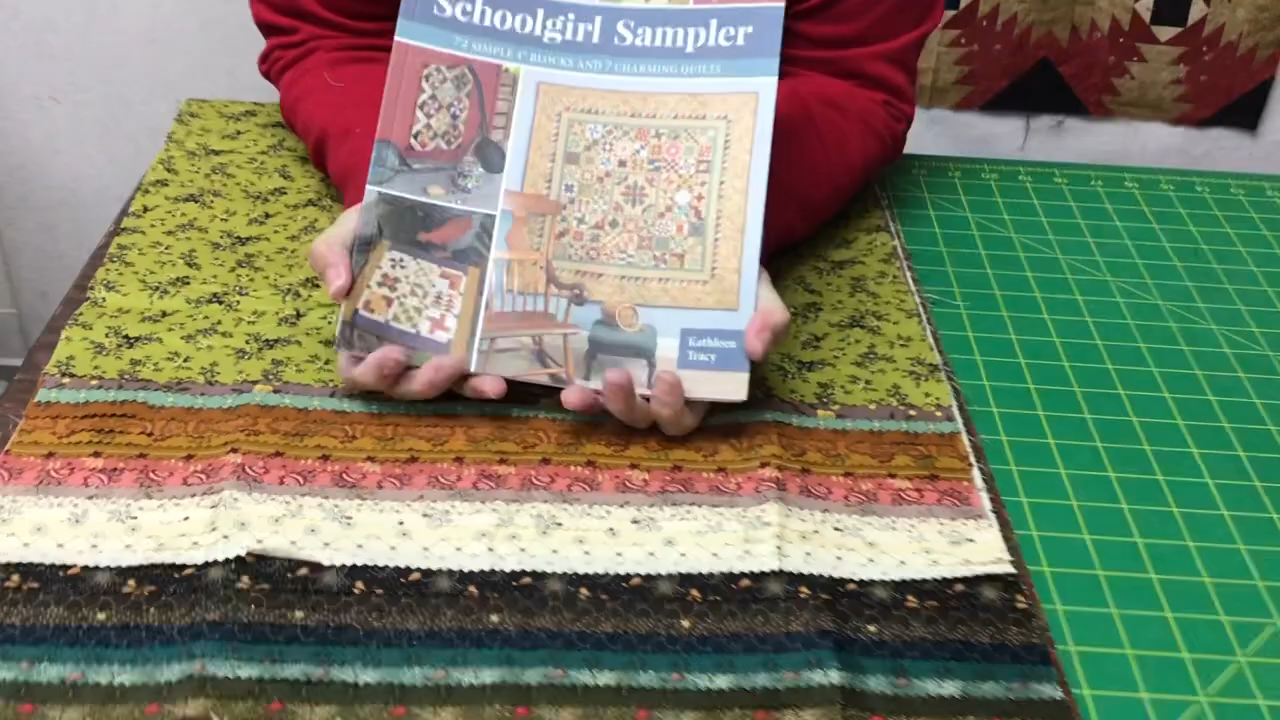 Schoolgirl Sampler
72 SIMPLE 4" BLOCKS AND 7 CHARMING QUILTS
Kathleen
Tracy